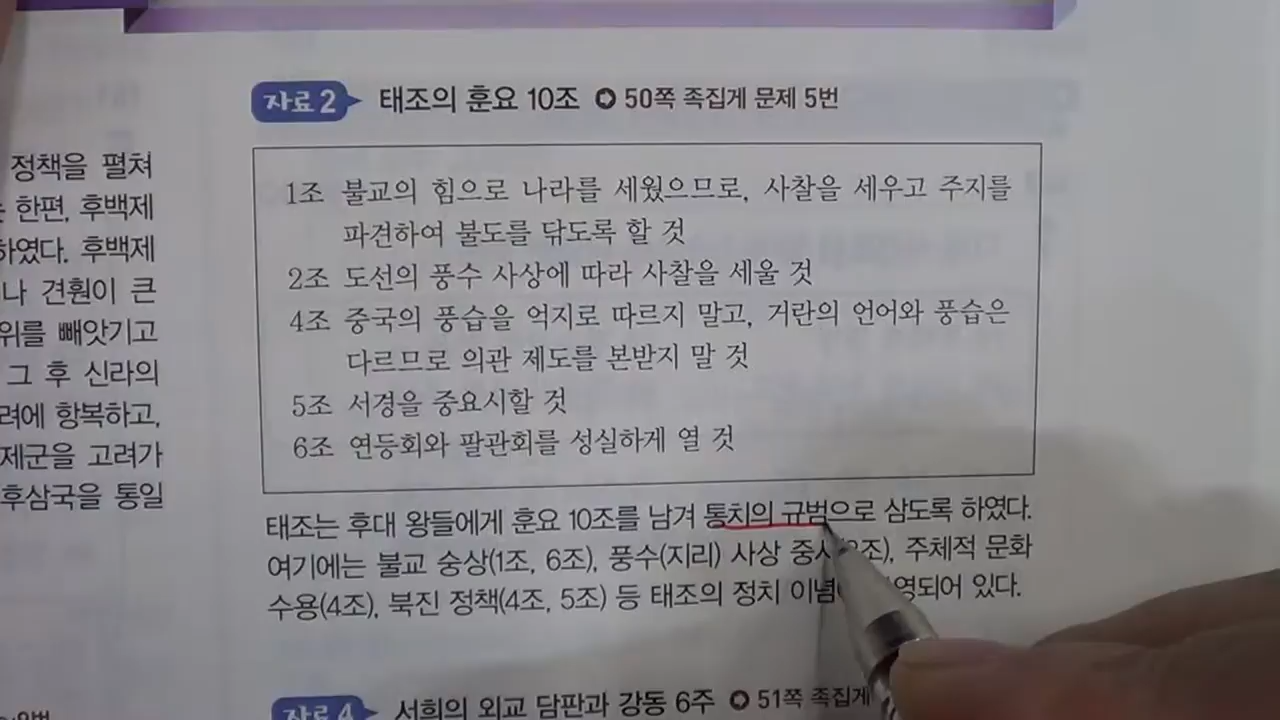 자료 2 태조의 훈요 10조 50쪽 족집게 문제 5번
정책을 펼쳐
한편, 후백제
하였다. 후백제
나 견훤이 큰
위를 빼앗기고
그 후 신라의
려에 항복하고,
제군을 고려가
후삼국을 통일
1조 불교의 힘으로 나라를 세웠으므로, 사찰을 세우고 주지를
파견하여 불도를 닦도록 할 것
2조 도선의 풍수 사상에 따라 사찰을 세울 것
4조 중국의 풍습을 억지로 따르지 말고, 거란의 언어와 풍습은
다르므로 의관 제도를 본받지 말 것
5조 서경을 중요시할 것
6조 연등회와 팔관회를 성실하게 열 것
태조는 후대 왕들에게 훈요 10조를 남겨 통치의 규범으로 삼도록 하였다.
여기에는 불교 숭상(1조, 6조), 풍수(지리) 사상 중시(2조), 주체적 문화
수용(4조), 북진 정책(4조, 5조) 등 태조의 정치 이념 되어 있다.
자료 4 서희의 외교 담판과 강동 6주 51쪽 족집게